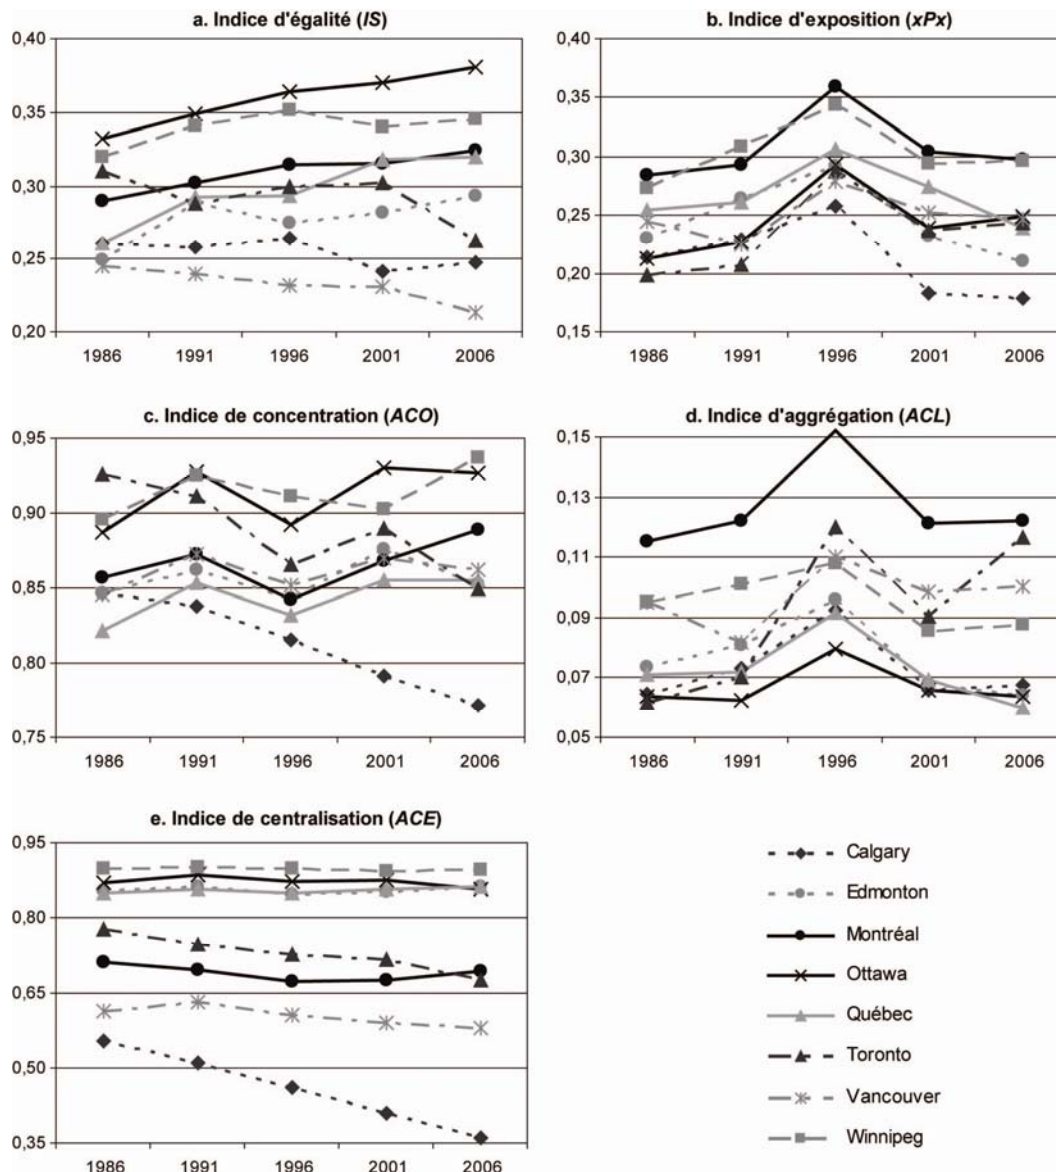 a. Indice d'égalité (IS)
0,40
0,35
0,30
0,25
0,20
1986 1991 1996 2001 2006
b. Indice d'exposition (xPx)
0,40
0,35
0,30
0,25
0,20
0,15
1986 1991 1996 2001 2006
c. Indice de concentration (ACO)
0,95
0,90
0,85
0,80
0,75
1986 1991 1996 2001 2006
d. Indice d'aggrégation (ACL)
0,15
0,13
0,11
0,09
0,07
0,05
1986 1991 1996 2001 2006
e. Indice de centralisation (ACE)
0,95
0,80
0,65
0,50
0,35
1986 1991 1996 2001 2006
Calgary
Edmonton
Montréal
Ottawa
Québec
Toronto
Vancouver
Winnipeg